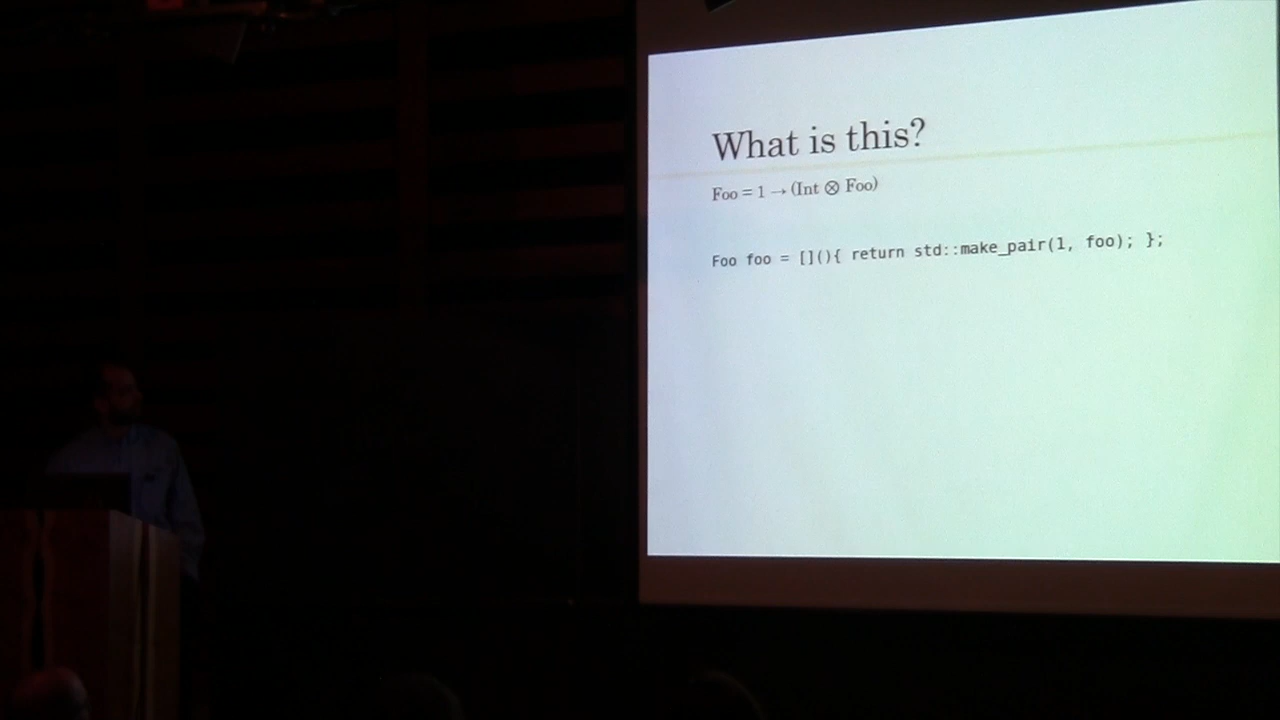 What is this?
Foo = 1 → (Int ⊗ Foo)
Foo foo = [](){ return std::make_pair(1, foo); };